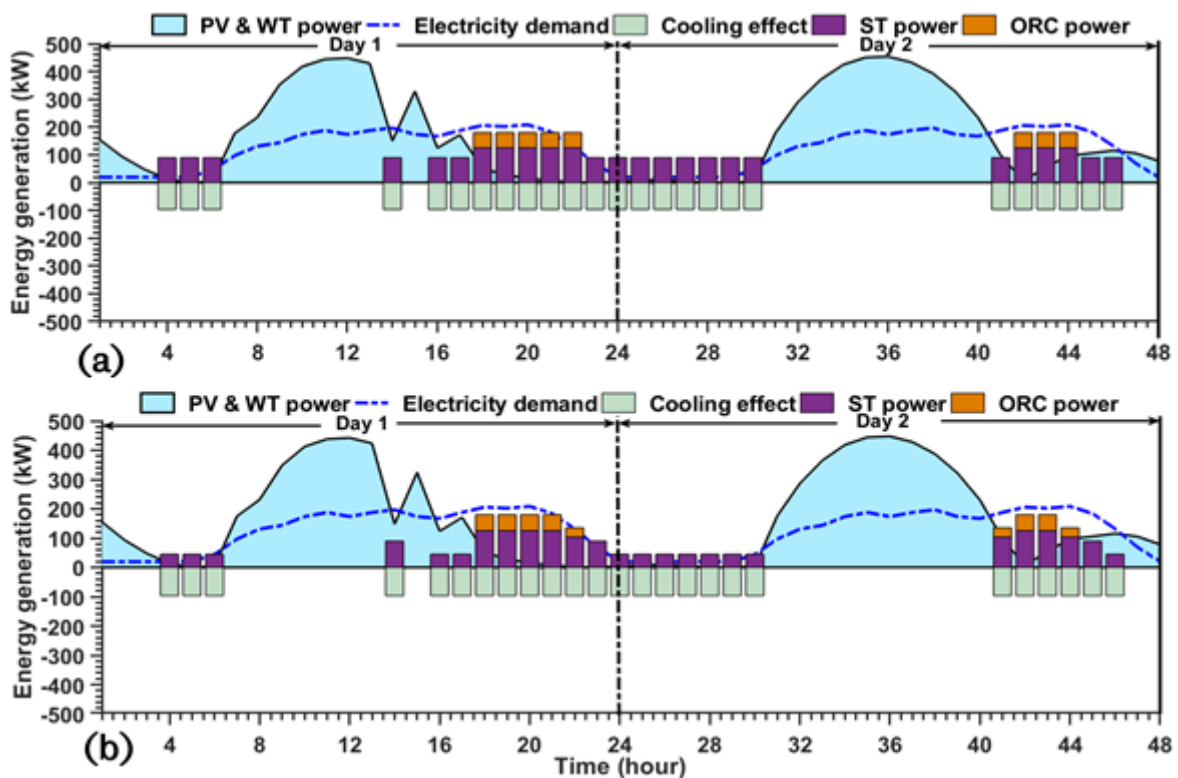 PV & WT power Electricity demand Cooling effect ST power ORC power
Day 1 Day 2
Energy generation (kW)
500
400
300
200
100
0
-100
-200
-300
-400
-500
4 8 12 16 20 24 28 32 36 40 44 48
(a)
PV & WT power Electricity demand Cooling effect ST power ORC power
Day 1 Day 2
Energy generation (kW)
500
400
300
200
100
0
-100
-200
-300
-400
-500
4 8 12 16 20 24 28 32 36 40 44 48
(b) Time (hour)